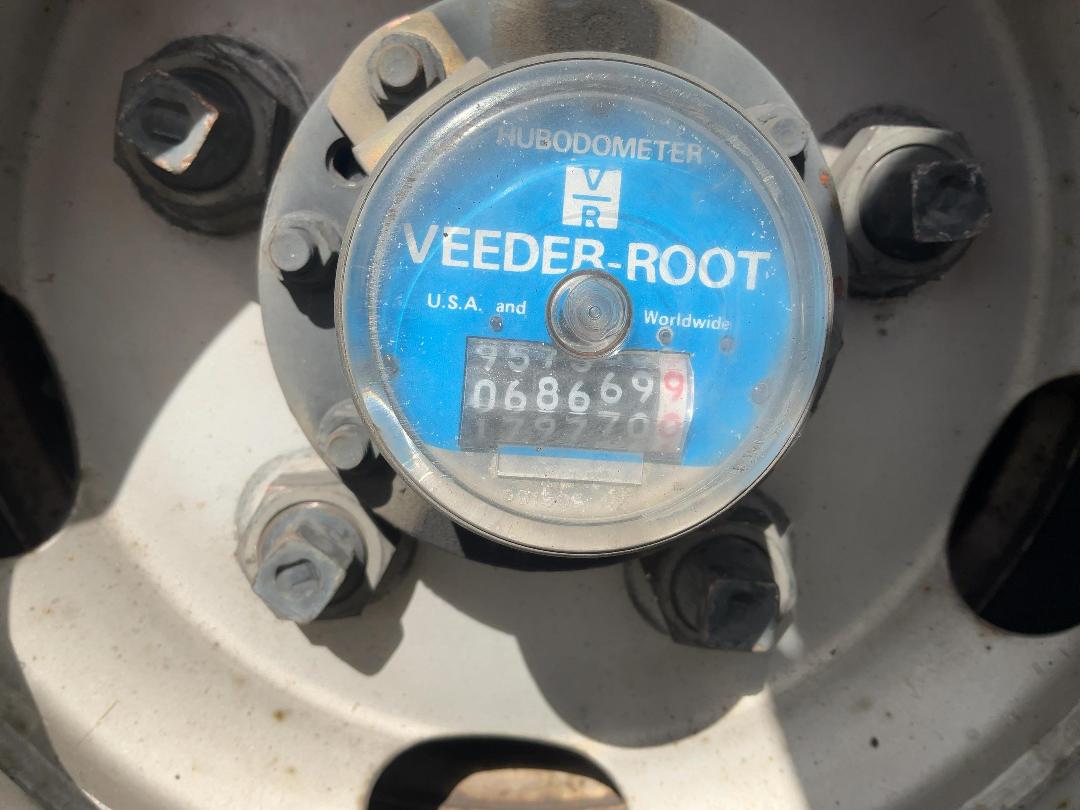 HUBODOMETER
V
R
VEEDER-ROOT
U.S.A. and Worldwide
0686699